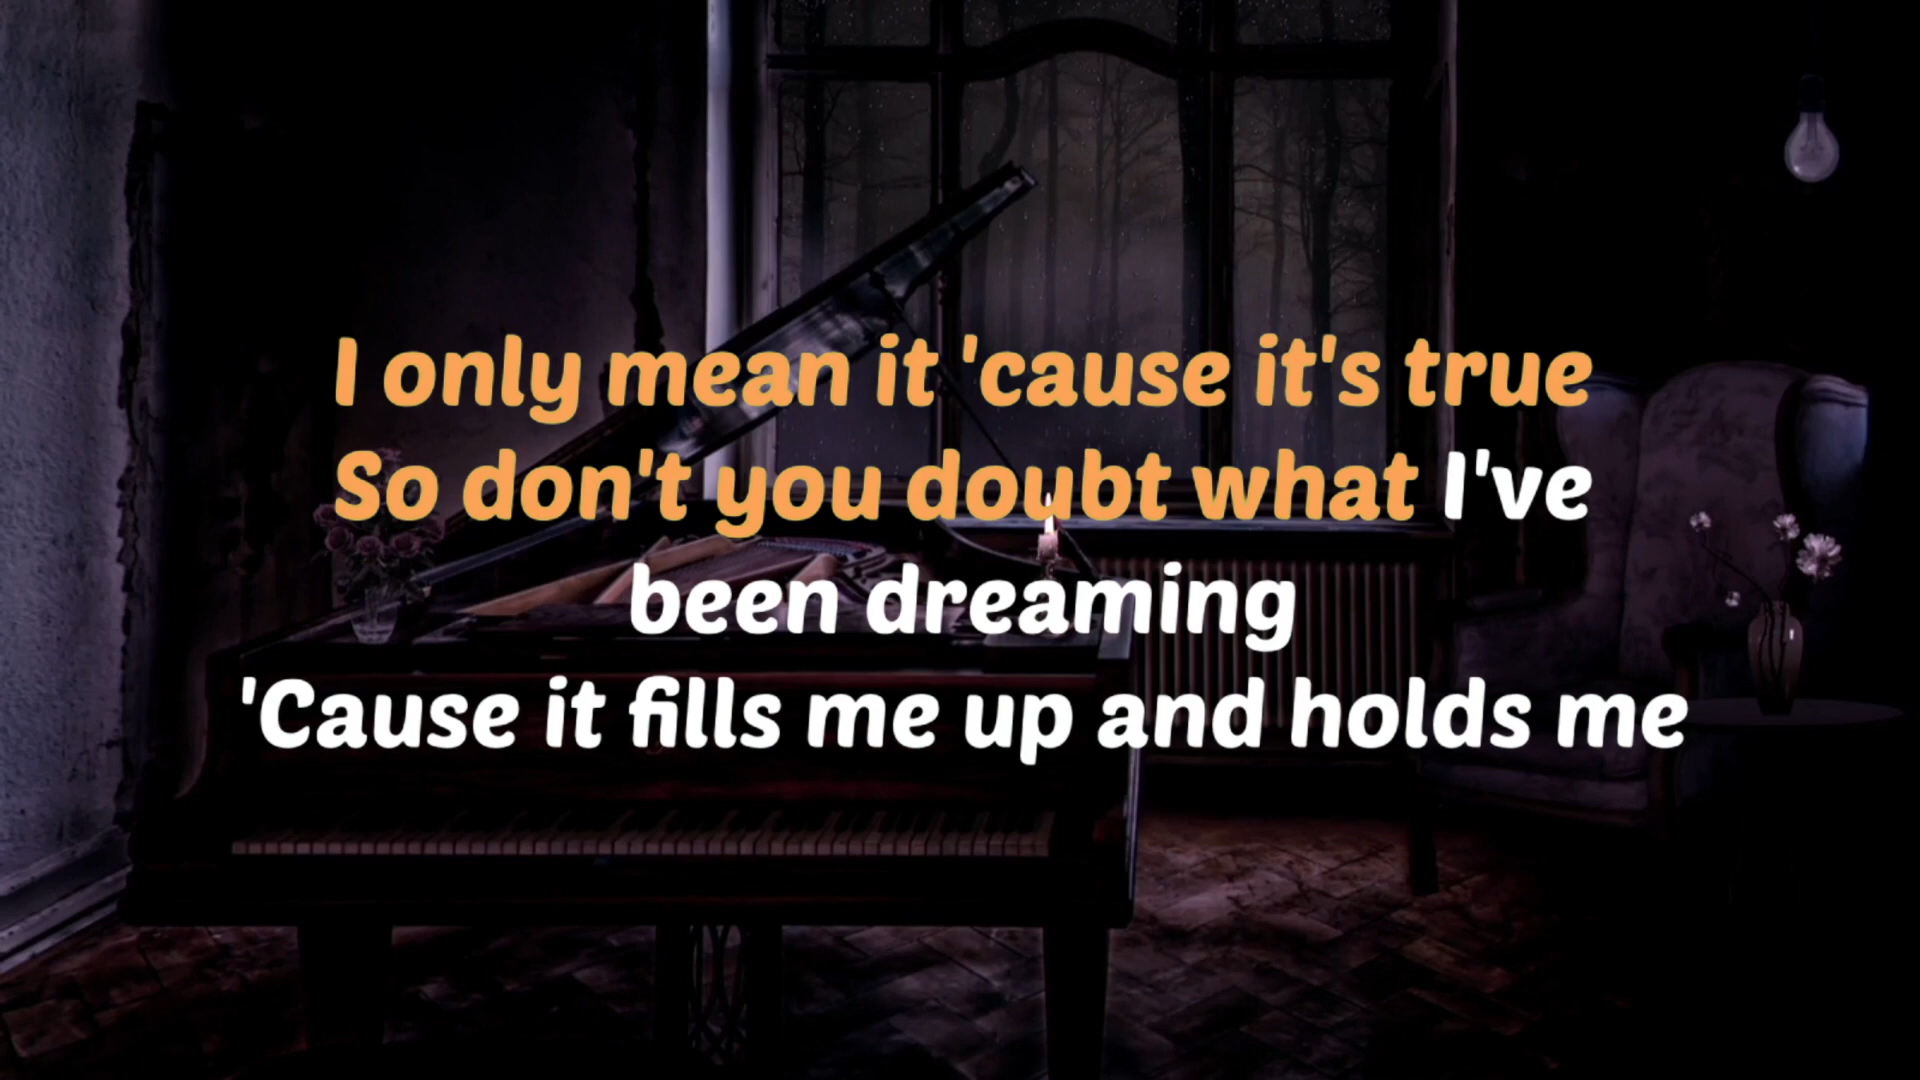 I only mean it 'cause it's true
So don't you doubt what I've
been dreaming
'Cause it fills me up and holds me